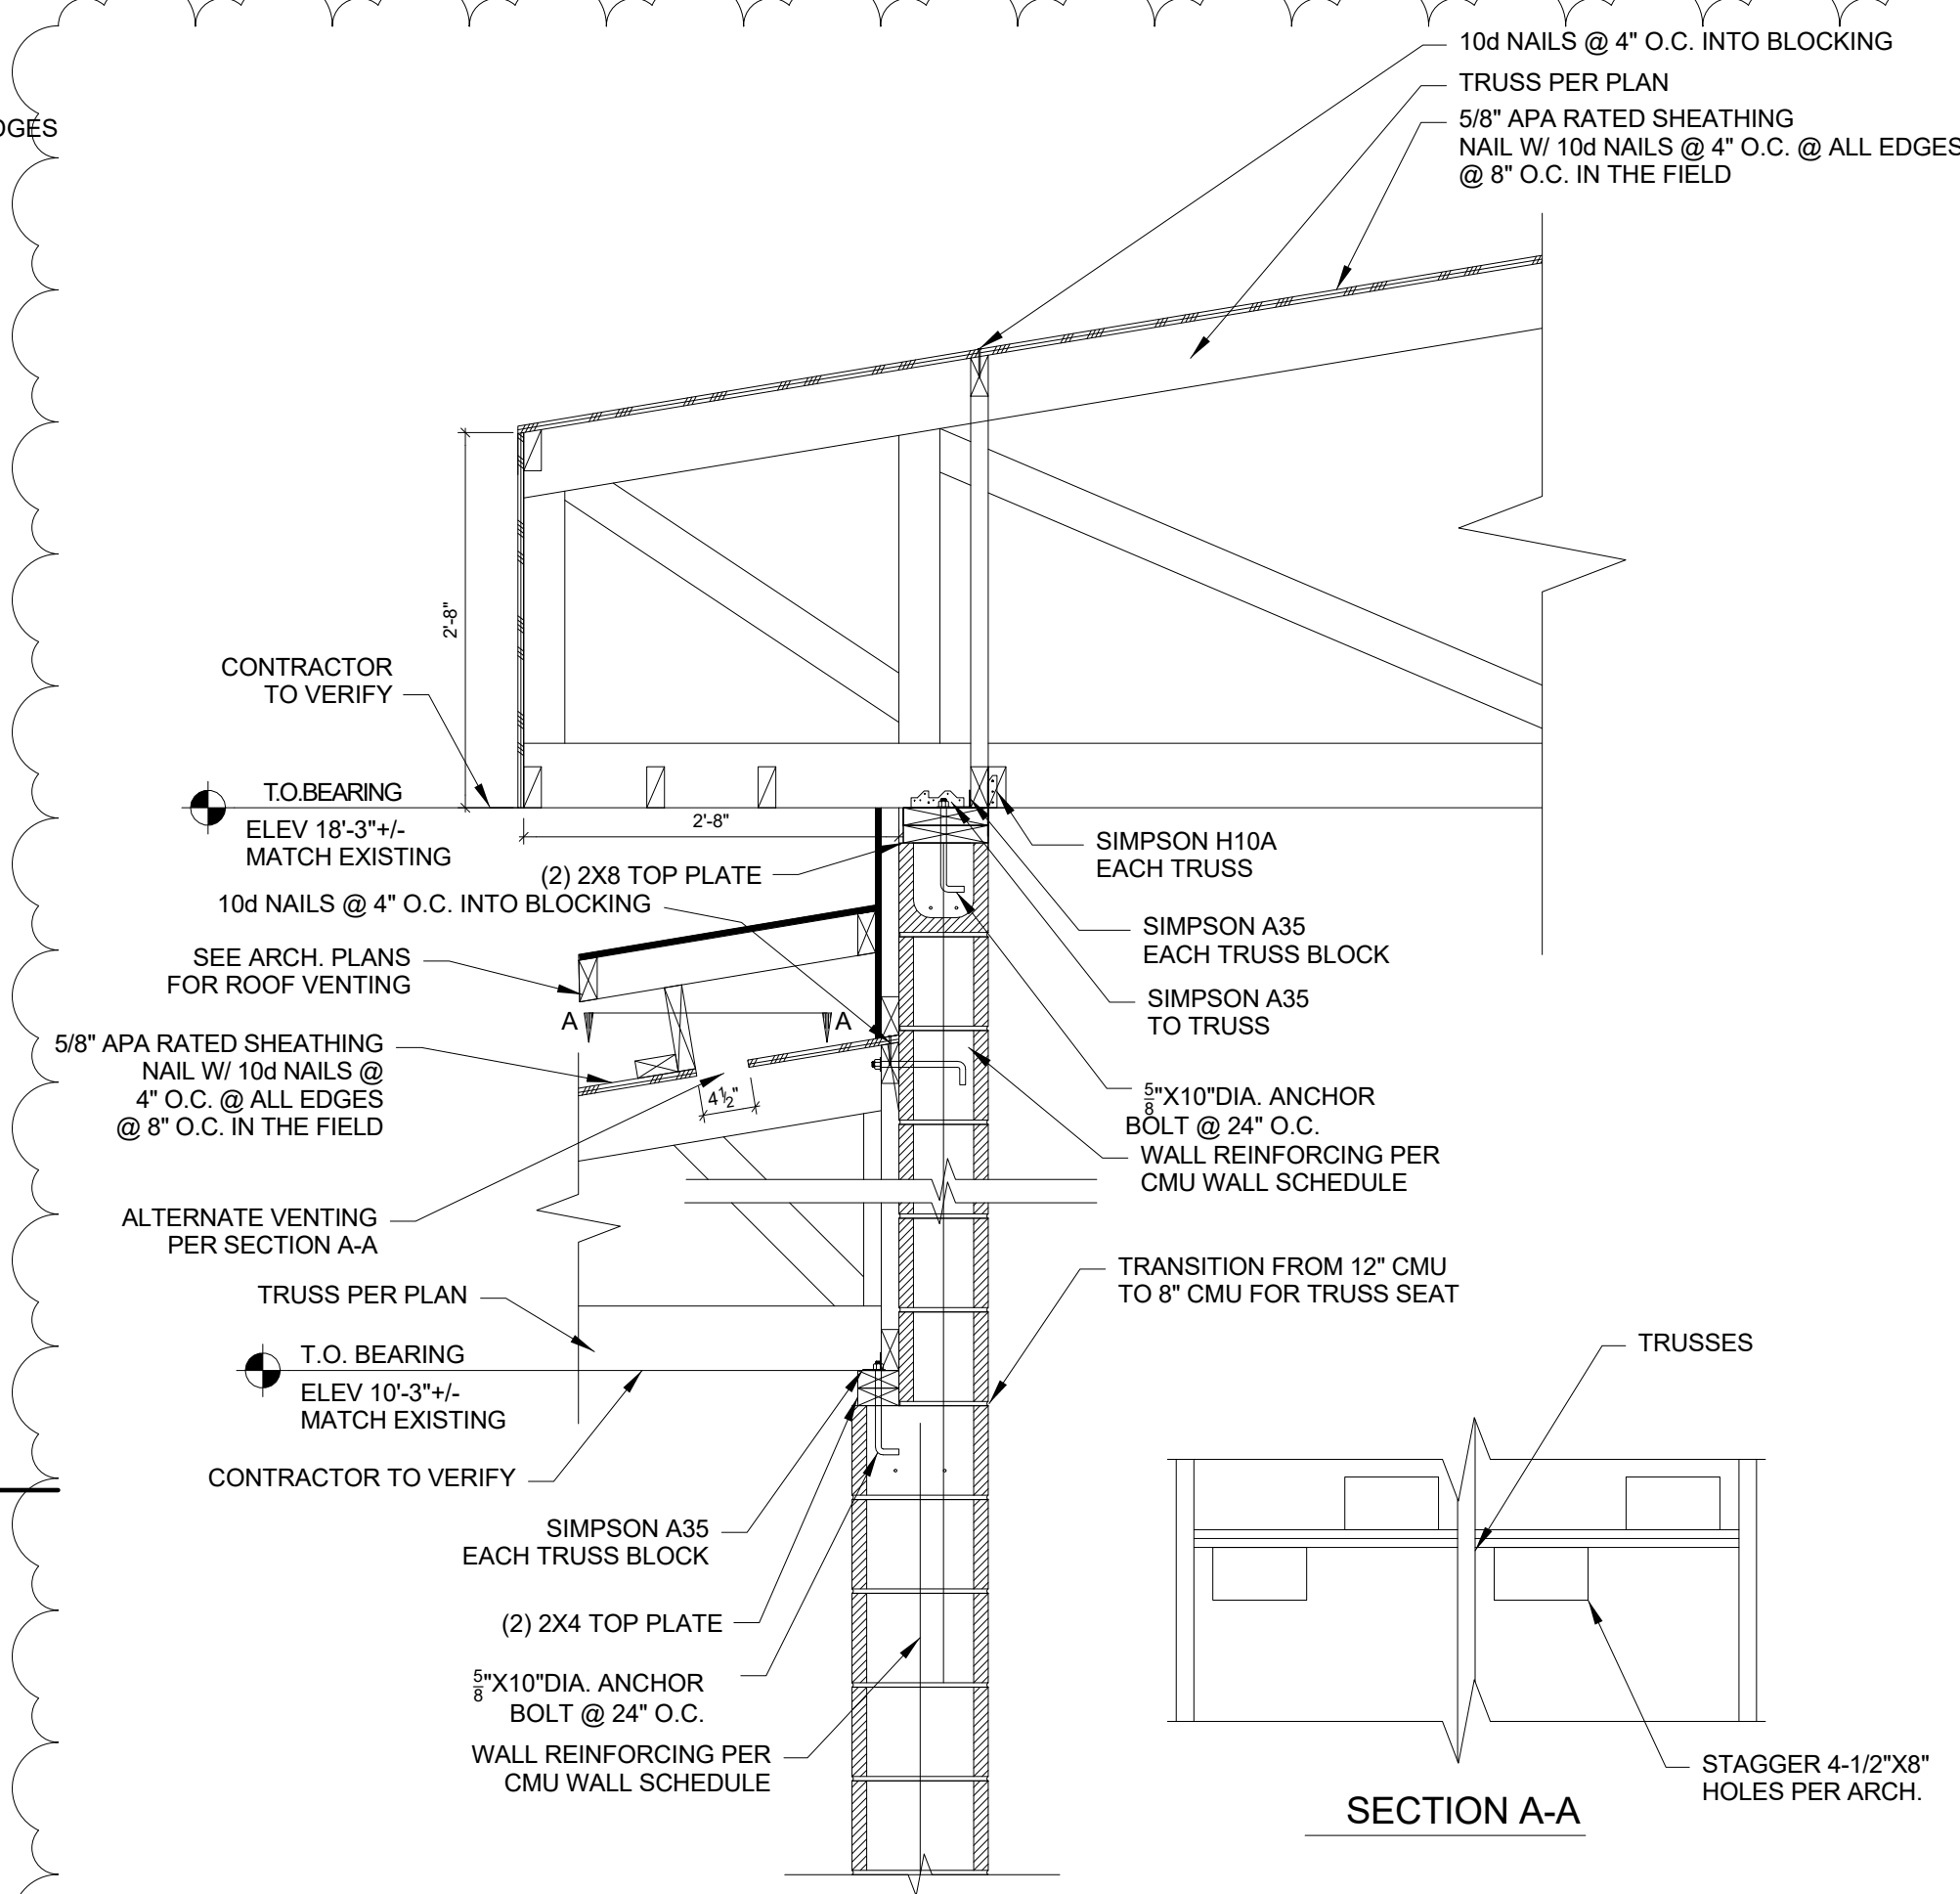 10d NAILS @ 4" O.C. INTO BLOCKING
TRUSS PER PLAN
5/8" APA RATED SHEATHING
NAIL W/ 10d NAILS @ 4" O.C. @ ALL EDGES
@ 8" O.C. IN THE FIELD
2'-8"
CONTRACTOR
TO VERIFY
T.O.BEARING
ELEV 18'-3"+/-
MATCH EXISTING
2'-8"
(2) 2X8 TOP PLATE
10d NAILS @ 4" O.C. INTO BLOCKING
SEE ARCH. PLANS
FOR ROOF VENTING
A
A
5/8" APA RATED SHEATHING
NAIL W/ 10d NAILS @
4" O.C. @ ALL EDGES
@ 8" O.C. IN THE FIELD
4½"
ALTERNATE VENTING
PER SECTION A-A
TRUSS PER PLAN
T.O. BEARING
ELEV 10'-3"+/-
MATCH EXISTING
CONTRACTOR TO VERIFY
SIMPSON A35
EACH TRUSS BLOCK
(2) 2X4 TOP PLATE
⅝"X10"DIA. ANCHOR
BOLT @ 24" O.C.
WALL REINFORCING PER
CMU WALL SCHEDULE
SIMPSON H10A
EACH TRUSS
SIMPSON A35
EACH TRUSS BLOCK
SIMPSON A35
TO TRUSS
⅝"X10"DIA. ANCHOR
BOLT @ 24" O.C.
WALL REINFORCING PER
CMU WALL SCHEDULE
TRANSITION FROM 12" CMU
TO 8" CMU FOR TRUSS SEAT
TRUSSES
STAGGER 4-1/2"X8"
HOLES PER ARCH.
SECTION A-A